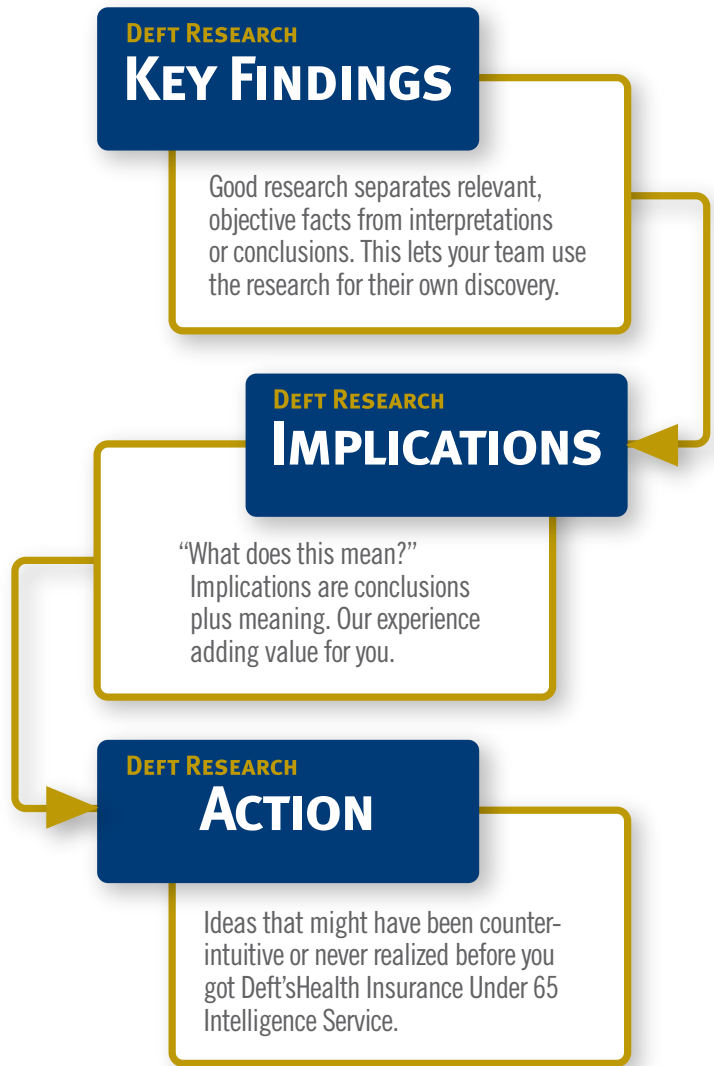 DEFT RESEARCH
KEY FINDINGS
Good research separates relevant,
objective facts from interpretations
or conclusions. This lets your team use
the research for their own discovery.
DEFT RESEARCH
IMPLICATIONS
“What does this mean?”
Implications are conclusions
plus meaning. Our experience
adding value for you.
DEFT RESEARCH
ACTION
Ideas that might have been counter-
intuitive or never realized before you
got Deft'sHealth Insurance Under 65
Intelligence Service.